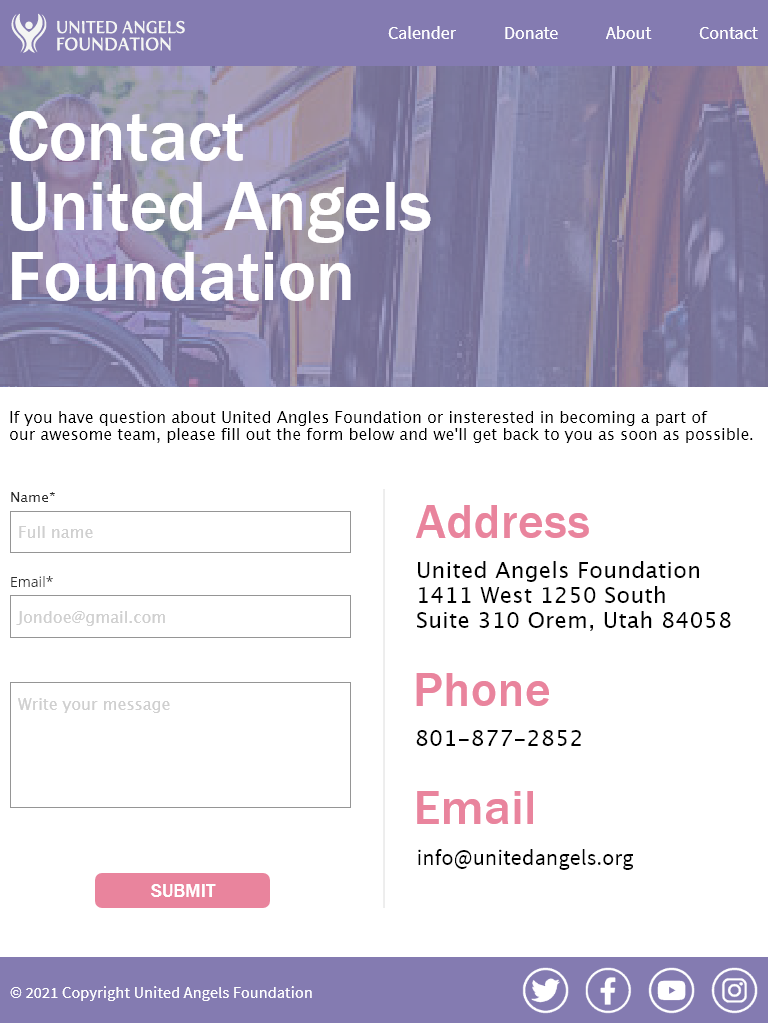 UNITED ANGELS
FOUNDATION
Calender
Donate
About
Contact
Contact
United Angels
Foundation
If you have question about United Angles Foundation or insterested in becoming a part of
our awesome team, please fill out the form below and we'll get back to you as soon as possible.
Name*
Full name
Email*
Jondoe@gmail.com
Write your message
SUBMIT
Address
United Angels Foundation
1411 West 1250 South
Suite 310 Orem, Utah 84058
Phone
801-877-2852
Email
info@unitedangels.org
© 2021 Copyright United Angels Foundation